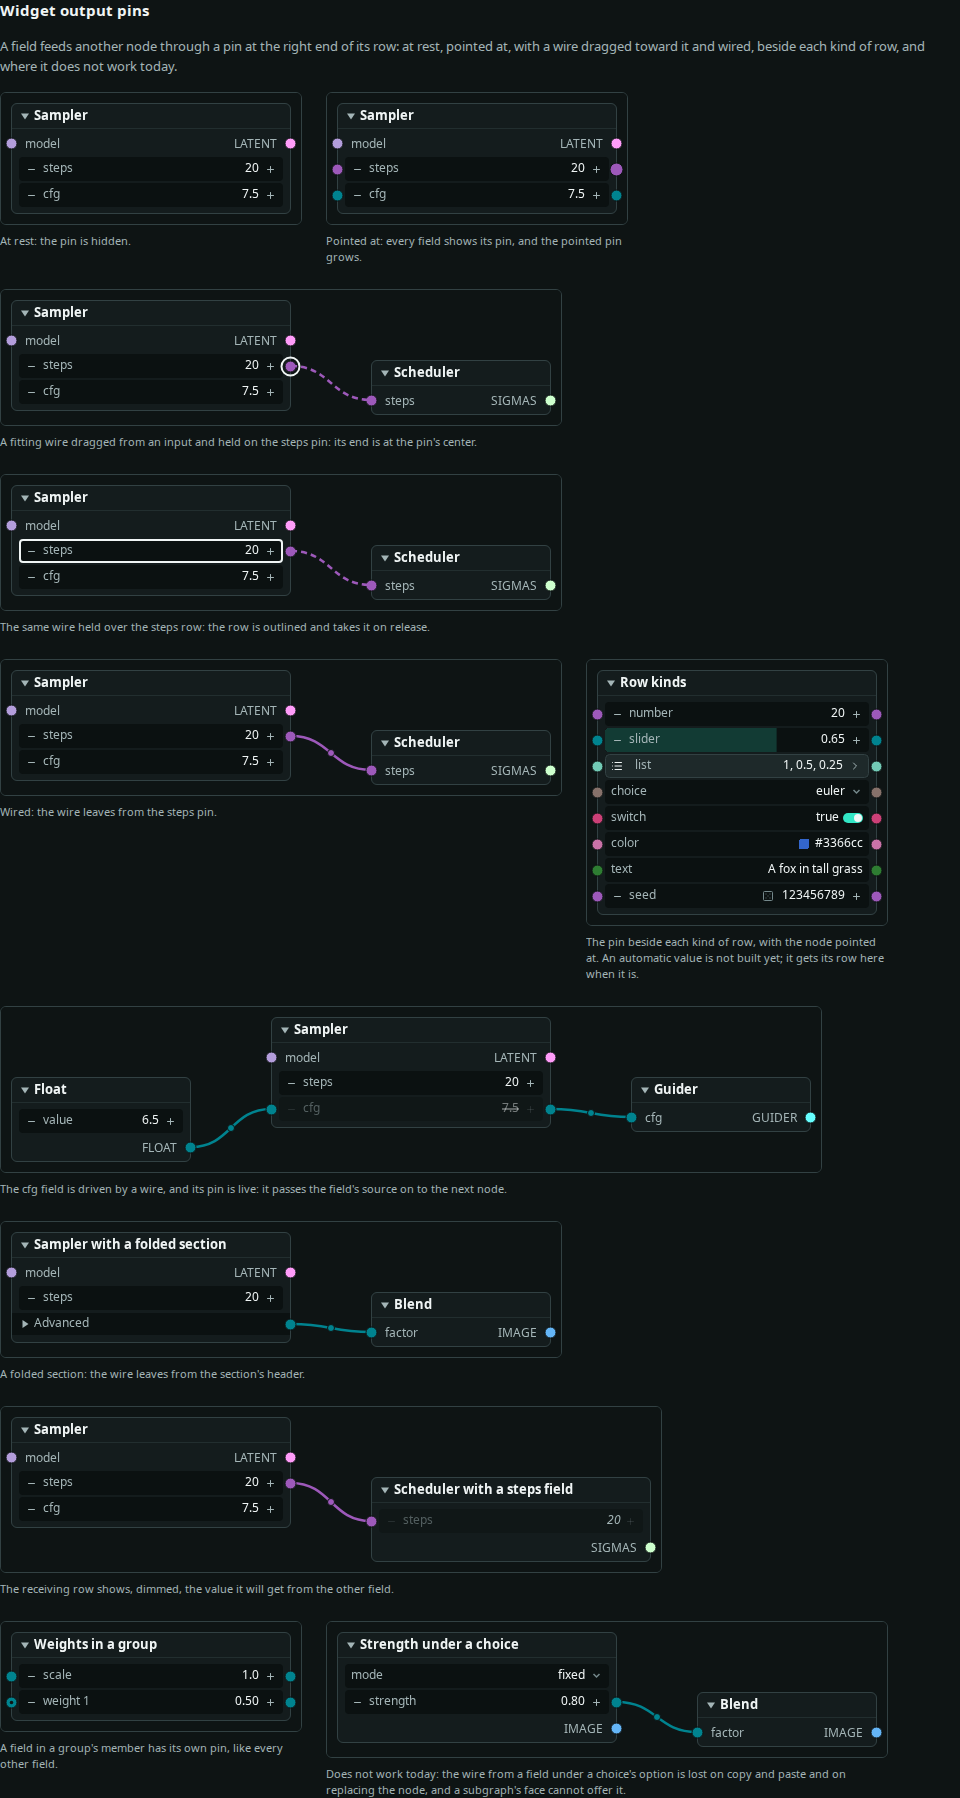 Widget output pins
A field feeds another node through a pin at the right end of its row: at rest, pointed at, with a wire dragged toward it and wired, beside each kind of row, and
where it does not work today.
Sampler
model LATENT
− steps 20 +
− cfg 7.5 +
At rest: the pin is hidden.
Sampler
model LATENT
− steps 20 +
− cfg 7.5 +
Pointed at: every field shows its pin, and the pointed pin
grows.
Sampler
model LATENT
− steps 20 +
− cfg 7.5 +
Scheduler
steps SIGMAS
A fitting wire dragged from an input and held on the steps pin: its end is at the pin's center.
Sampler
model LATENT
− steps 20 +
− cfg 7.5 +
Scheduler
steps SIGMAS
The same wire held over the steps row: the row is outlined and takes it on release.
Sampler
model LATENT
− steps 20 +
− cfg 7.5 +
Scheduler
steps SIGMAS
Wired: the wire leaves from the steps pin.
Row kinds
− number 20 +
− slider 0.65 +
list 1, 0.5, 0.25
choice euler
switch true
color #3366cc
text A fox in tall grass
− seed 123456789 +
The pin beside each kind of row, with the node pointed
at. An automatic value is not built yet; it gets its row here
when it is.
Float
− value 6.5 +
FLOAT
Sampler
model LATENT
− steps 20 +
− cfg 7.5 +
Guider
cfg GUIDER
The cfg field is driven by a wire, and its pin is live: it passes the field's source on to the next node.
Sampler with a folded section
model LATENT
− steps 20 +
Advanced
Blend
factor IMAGE
A folded section: the wire leaves from the section's header.
Sampler
model LATENT
− steps 20 +
− cfg 7.5 +
Scheduler with a steps field
− steps 20 +
SIGMAS
The receiving row shows, dimmed, the value it will get from the other field.
Weights in a group
− scale 1.0 +
− weight 1 0.50 +
A field in a group's member has its own pin, like every
other field.
Strength under a choice
mode fixed
− strength 0.80 +
IMAGE
Blend
factor IMAGE
Does not work today: the wire from a field under a choice's option is lost on copy and paste and on
replacing the node, and a subgraph's face cannot offer it.